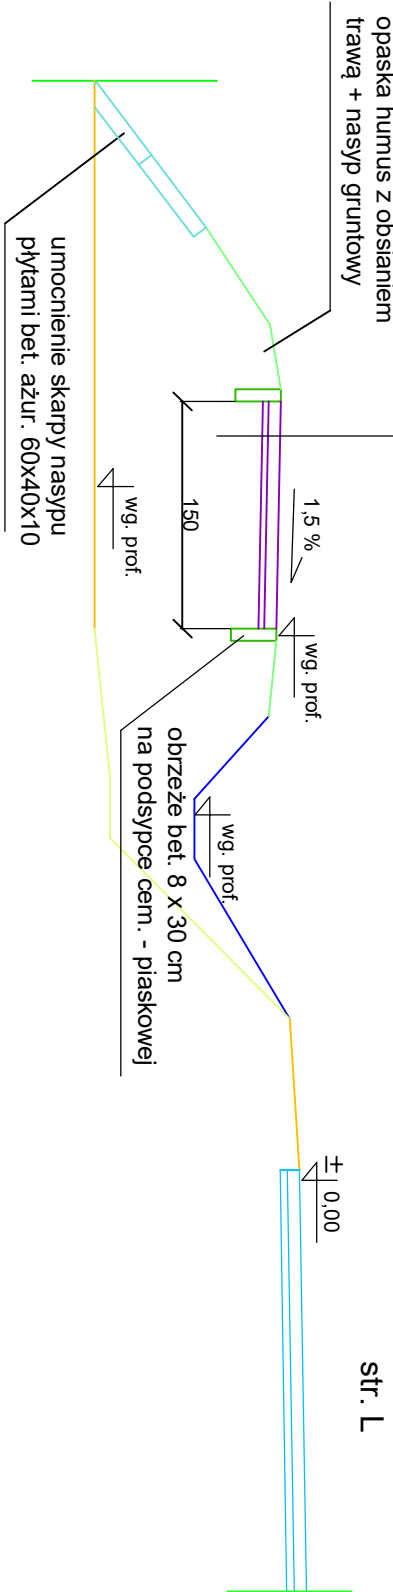 opaska humus z obsianiem
trawą + nasyp gruntowy
umocnienie skarpy nasypu
płytami bet. ażur. 60x40x10
wg. prof.
150
1,5 %
wg. prof.
obrzeże bet. 8 x 30 cm
na podsypce cem. - piaskowej
wg. prof.
± 0,00
str. L